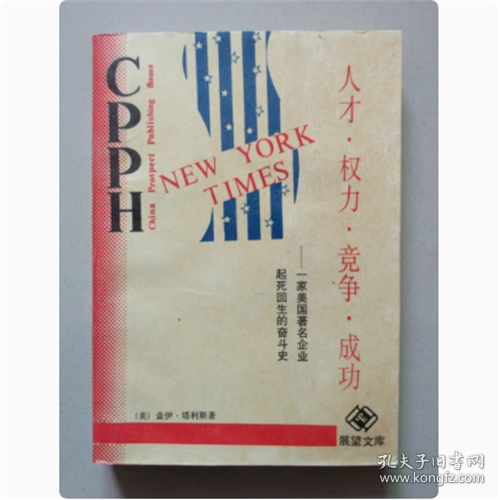 CPPH
China Prospect Publishing House
NEW YORK
TIMES
人才·权力·竞争·成功
——一家美国著名企业
起死回生的奋斗史
(美) 盖伊·塔利斯著
展望文库
孔夫子旧书网
kongfz.com